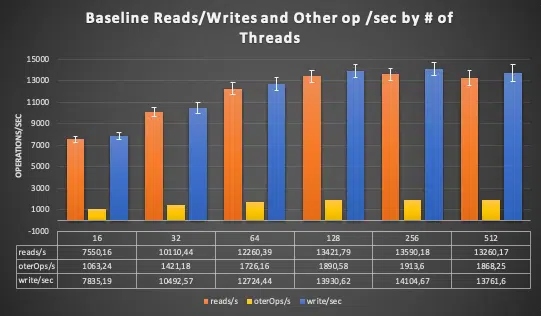 Baseline Reads/Writes and Other op /sec by # of
Threads
15000
13000
11000
9000
7000
5000
3000
1000
-1000
OPERATIONS/SEC
16 32 64 128 256 512
reads/s 7550,16 10110,44 12260,39 13421,79 13590,18 13260,17
oterOps/s 1063,24 1421,18 1726,16 1890,58 1913,6 1868,25
write/sec 7835,19 10492,57 12724,44 13930,62 14104,67 13761,6
reads/s oterOps/s write/sec